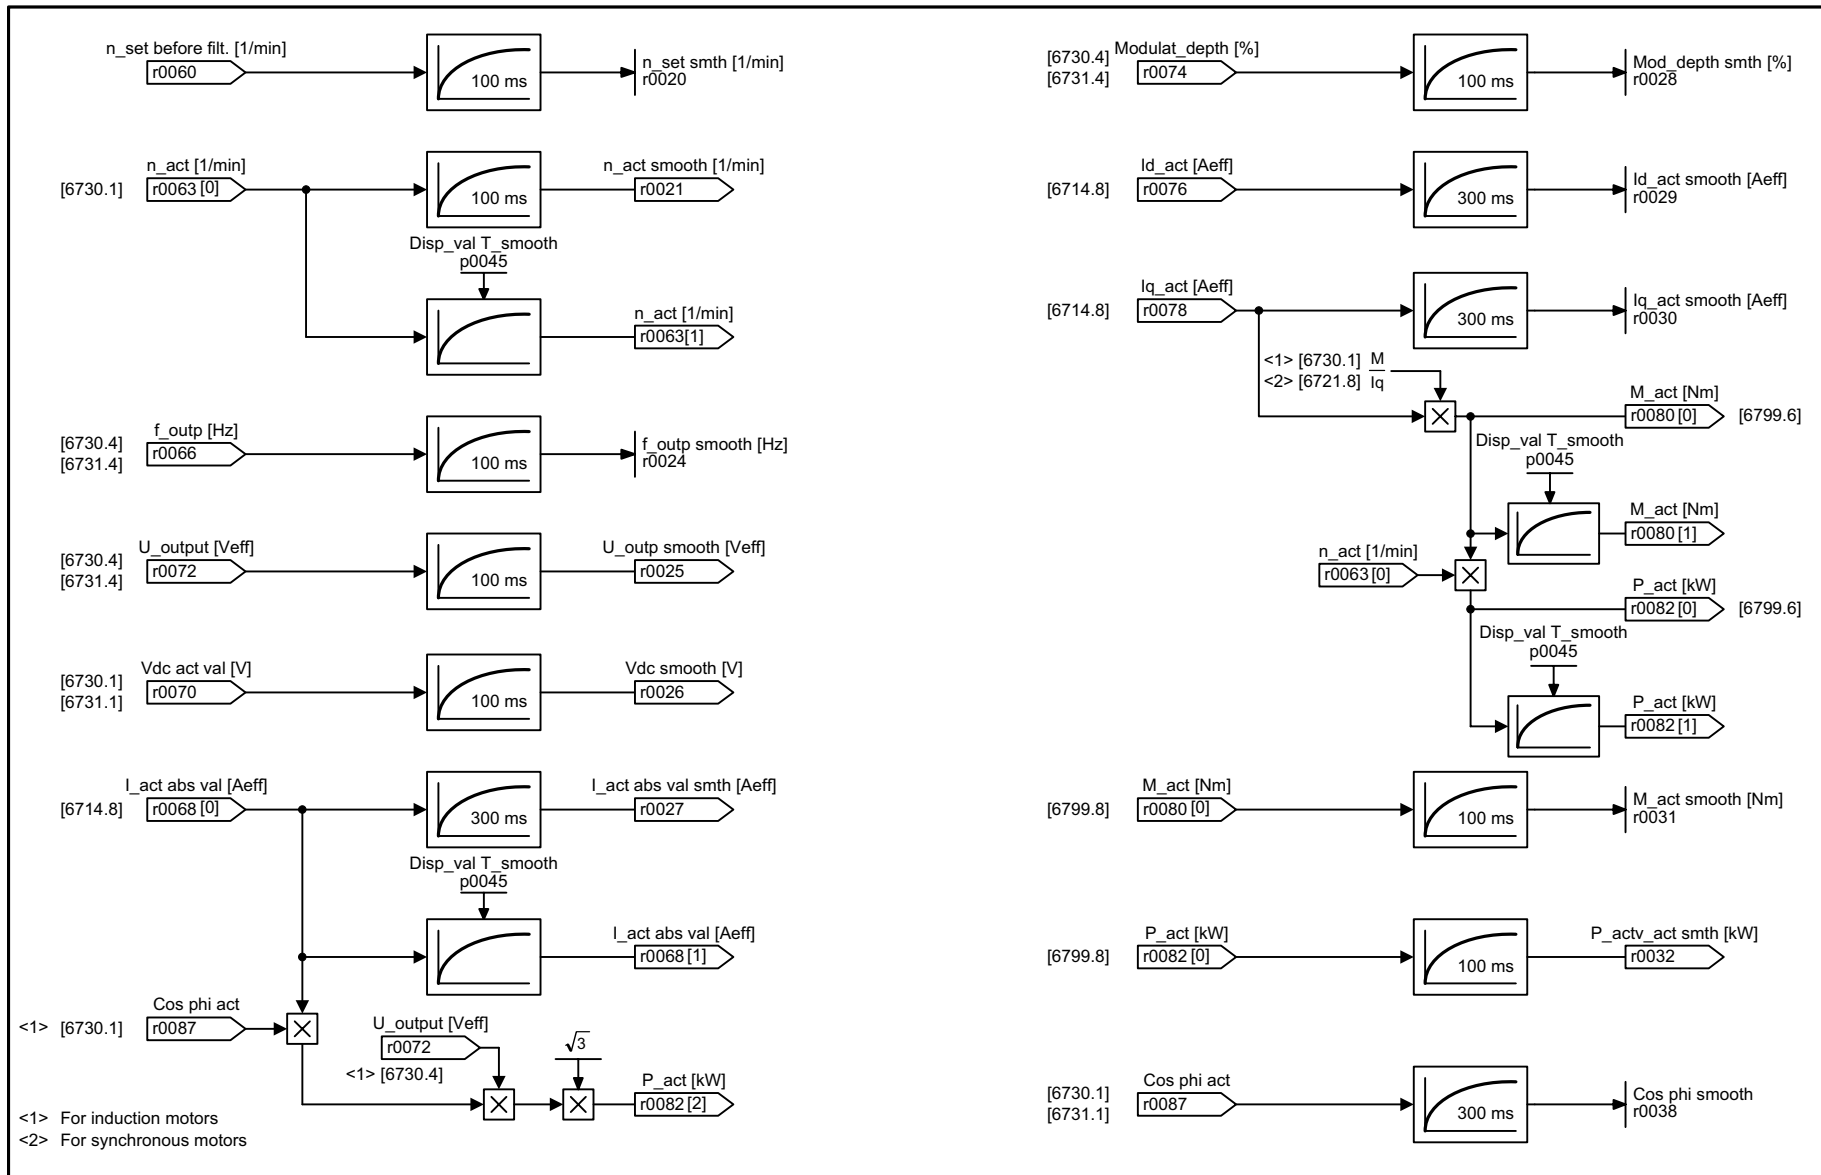 n_set before filt. [1/min]
r0060
100 ms
n_set smth [1/min]
r0020
n_act [1/min]
[6730.1]
r0063 [0]
100 ms
n_act smooth [1/min]
r0021
Disp_val T_smooth
p0045
n_act [1/min]
r0063[1]
[6730.4]
[6731.4]
f_outp [Hz]
r0066
100 ms
f_outp smooth [Hz]
r0024
[6730.4]
[6731.4]
U_output [Veff]
r0072
100 ms
U_outp smooth [Veff]
r0025
[6730.1]
[6731.1]
Vdc act val [V]
r0070
100 ms
Vdc smooth [V]
r0026
I_act abs val [Aeff]
[6714.8]
r0068 [0]
300 ms
I_act abs val smth [Aeff]
r0027
Disp_val T_smooth
p0045
I_act abs val [Aeff]
r0068 [1]
Cos phi act
<1> [6730.1]
r0087
U_output [Veff]
r0072
<1> [6730.4]
√3
P_act [kW]
r0082 [2]
<1> For induction motors
<2> For synchronous motors
[6730.4]
[6731.4]
Modulat_depth [%]
r0074
100 ms
Mod_depth smth [%]
r0028
Id_act [Aeff]
[6714.8]
r0076
300 ms
Id_act smooth [Aeff]
r0029
Iq_act [Aeff]
[6714.8]
r0078
300 ms
Iq_act smooth [Aeff]
r0030
<1> [6730.1]
<2> [6721.8]
M
Iq
M_act [Nm]
r0080 [0]
[6799.6]
Disp_val T_smooth
p0045
M_act [Nm]
r0080 [1]
n_act [1/min]
r0063 [0]
P_act [kW]
r0082 [0]
[6799.6]
Disp_val T_smooth
p0045
P_act [kW]
r0082 [1]
M_act [Nm]
[6799.8]
r0080 [0]
100 ms
M_act smooth [Nm]
r0031
P_act [kW]
[6799.8]
r0082 [0]
100 ms
P_actv_act smth [kW]
r0032
[6730.1]
[6731.1]
Cos phi act
r0087
300 ms
Cos phi smooth
r0038